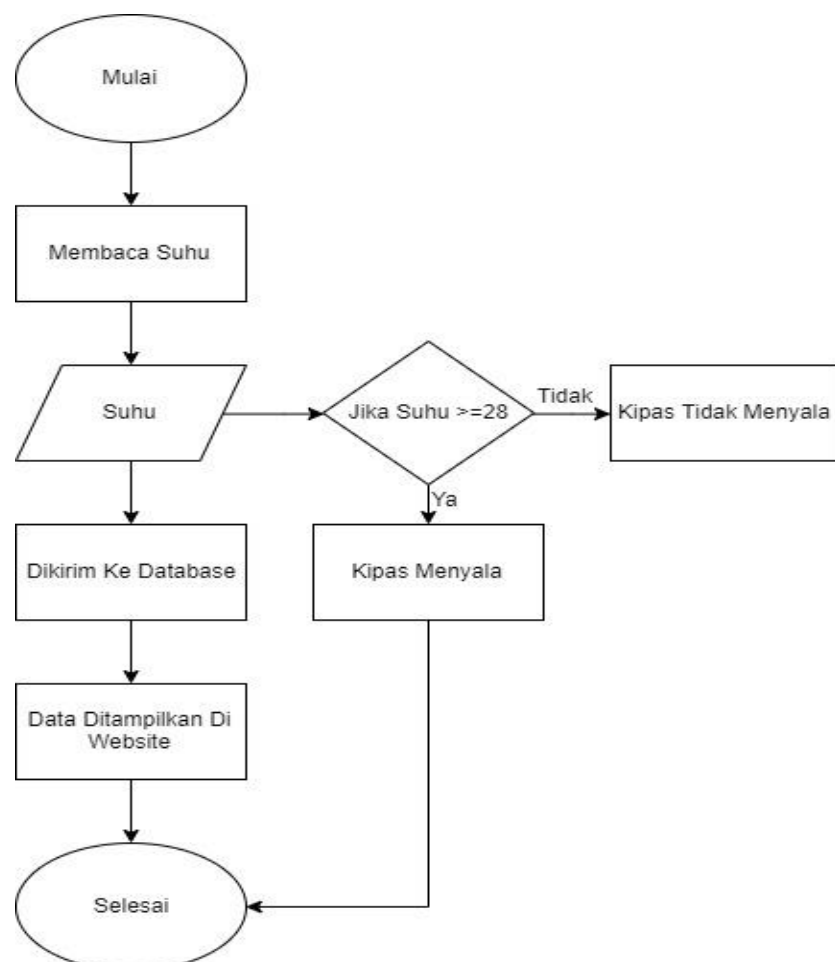 Mulai
Membaca Suhu
Suhu
Jika Suhu >=28
Tidak
Kipas Tidak Menyala
Ya
Dikirim Ke Database
Kipas Menyala
Data Ditampilkan Di
Website
Selesai